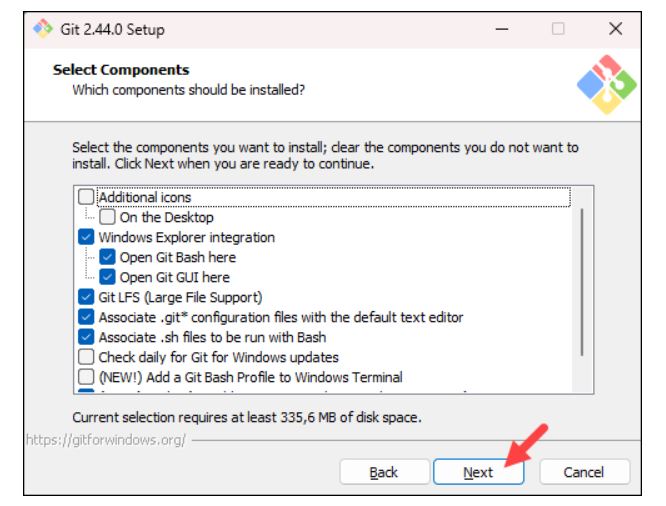 Git 2.44.0 Setup
Select Components
Which components should be installed?
Select the components you want to install; clear the components you do not want to
install. Click Next when you are ready to continue.
Additional icons
On the Desktop
Windows Explorer integration
Open Git Bash here
Open Git GUI here
Git LFS (Large File Support)
Associate .git* configuration files with the default text editor
Associate .sh files to be run with Bash
Check daily for Git for Windows updates
(NEW!) Add a Git Bash Profile to Windows Terminal
Current selection requires at least 335,6 MB of disk space.
https://gitforwindows.org/
Back
Next
Cancel